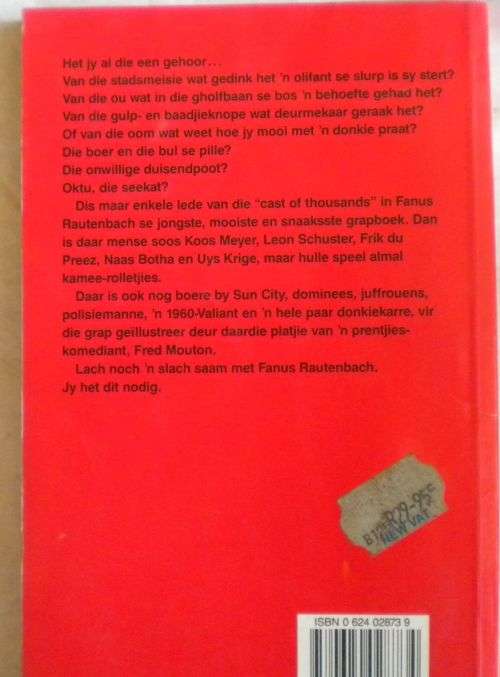 Het jy al die een gehoor…
Van die stadsmeisie wat gedink het 'n olifant se slurp is sy stert?
Van die ou wat in die gholfbaan se bos 'n behoefte gehad het?
Van die gulp- en baadjieknope wat deurmekaar geraak het?
Of van die oom wat weet hoe jy mooi met 'n donkie praat?
Die boer en die bul se pille?
Die onwillige duisendpoot?
Oktu, die seekat?
Dis maar enkele lede van die "cast of thousands" in Fanus
Rautenbach se jongste, mooiste en snaaksste grapboek. Dan
is daar mense soos Koos Meyer, Leon Schuster, Frik du
Preez, Naas Botha en Uys Krige, maar hulle speel almal
kamee-rolletjies.
Daar is ook nog boere by Sun City, dominees, juffrouens,
polisiemanne, 'n 1960-Valiant en 'n hele paar donkiekarre, vir
die grap geïllustreer deur daardie platjie van 'n prentjies-
komediant, Fred Mouton.
Lach noch 'n slach saam met Fanus Rautenbach.
Jy het dit nodig.
R29-95
NEW VAT
ISBN 0 624 02873 9